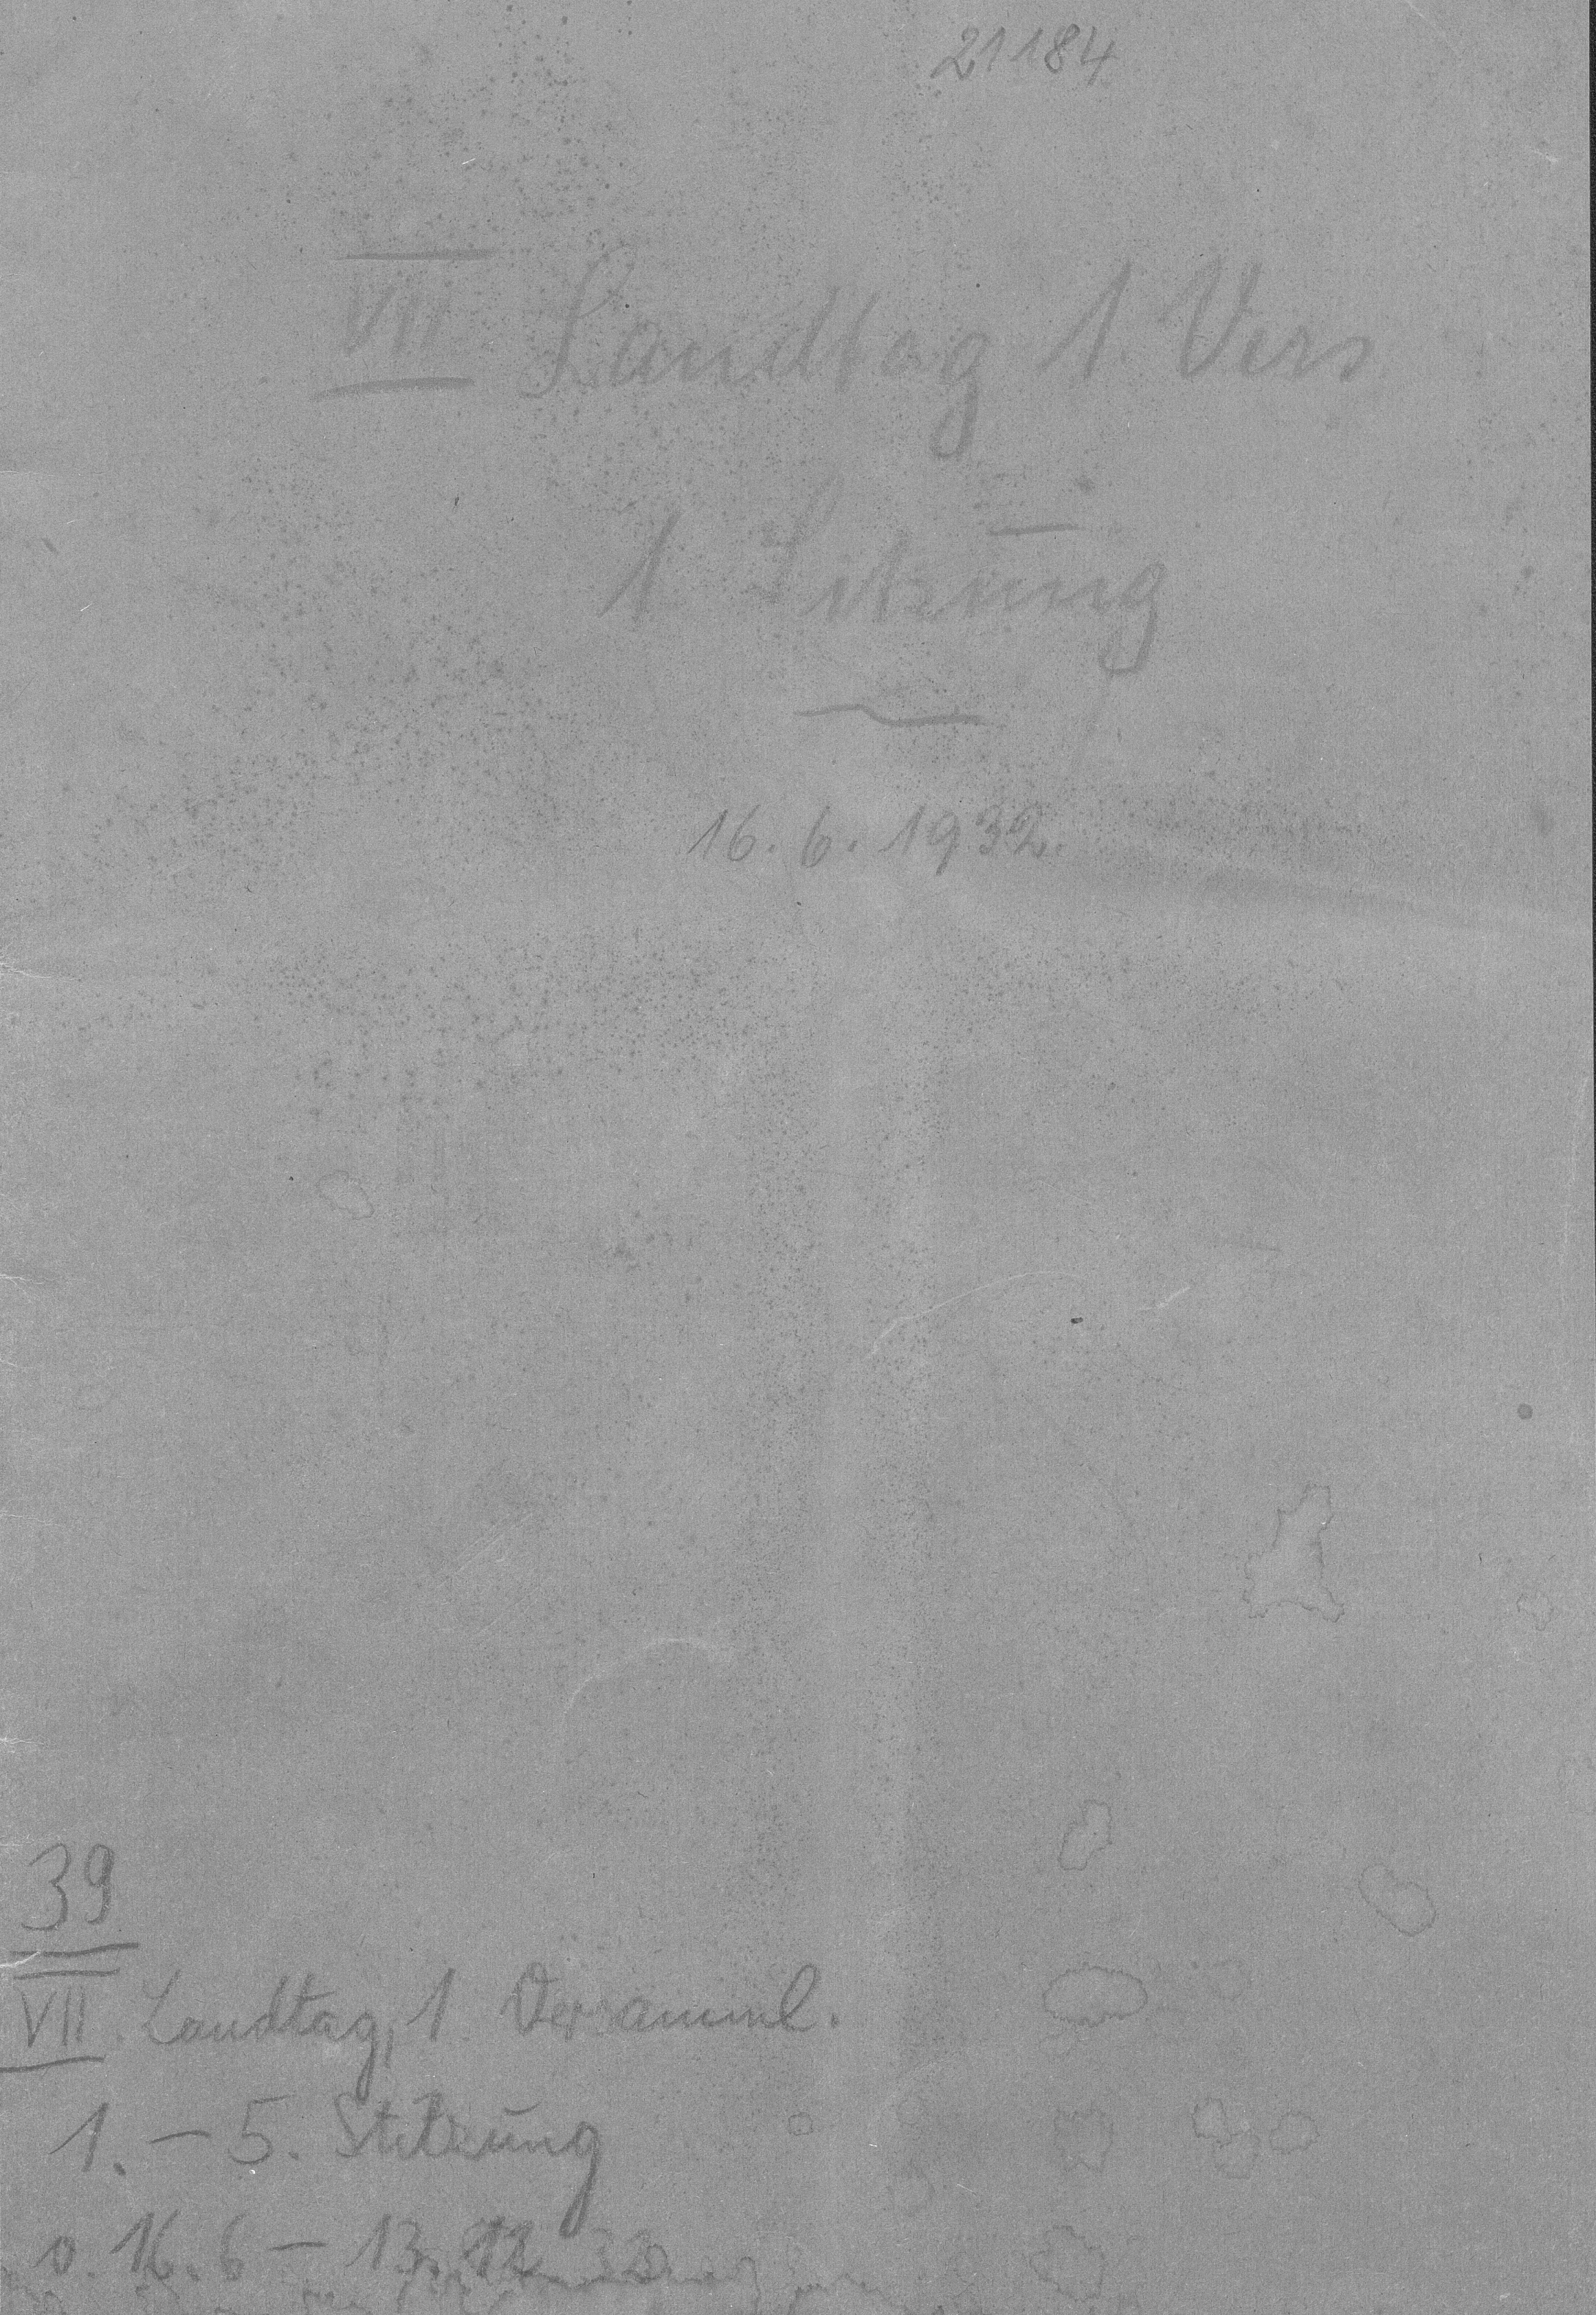 21184
VII Landtag 1. Vers
1 Sitzung
16. 6. 1932.
39
VII. Landtag, 1. Versamml.
1. – 5. Sitzung
v. 16. 6 – 13. 12 32